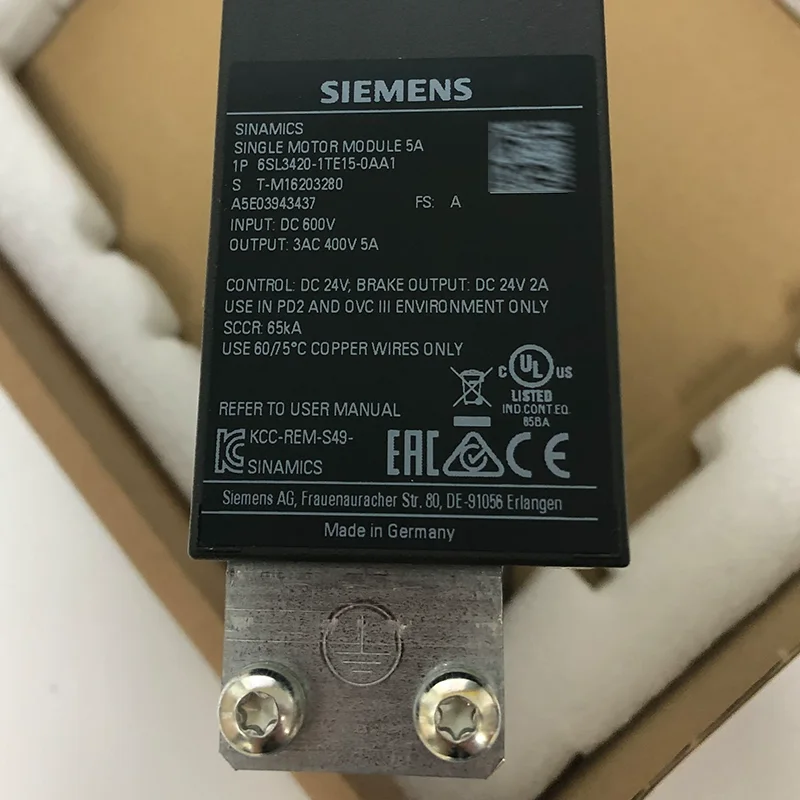 SIEMENS
SINAMICS
SINGLE MOTOR MODULE 5A
1P 6SL3420-1TE15-0AA1
S T-M16203280
A5E03943437 FS: A
INPUT: DC 600V
OUTPUT: 3AC 400V 5A
CONTROL: DC 24V; BRAKE OUTPUT: DC 24V 2A
USE IN PD2 AND OVC III ENVIRONMENT ONLY
SCCR: 65kA
USE 60/75°C COPPER WIRES ONLY
C UL US
LISTED
IND.CONT.EQ.
85BA
REFER TO USER MANUAL
KCC-REM-S49-
SINAMICS
EAC CE
Siemens AG, Frauenauracher Str. 80, DE-91056 Erlangen
Made in Germany